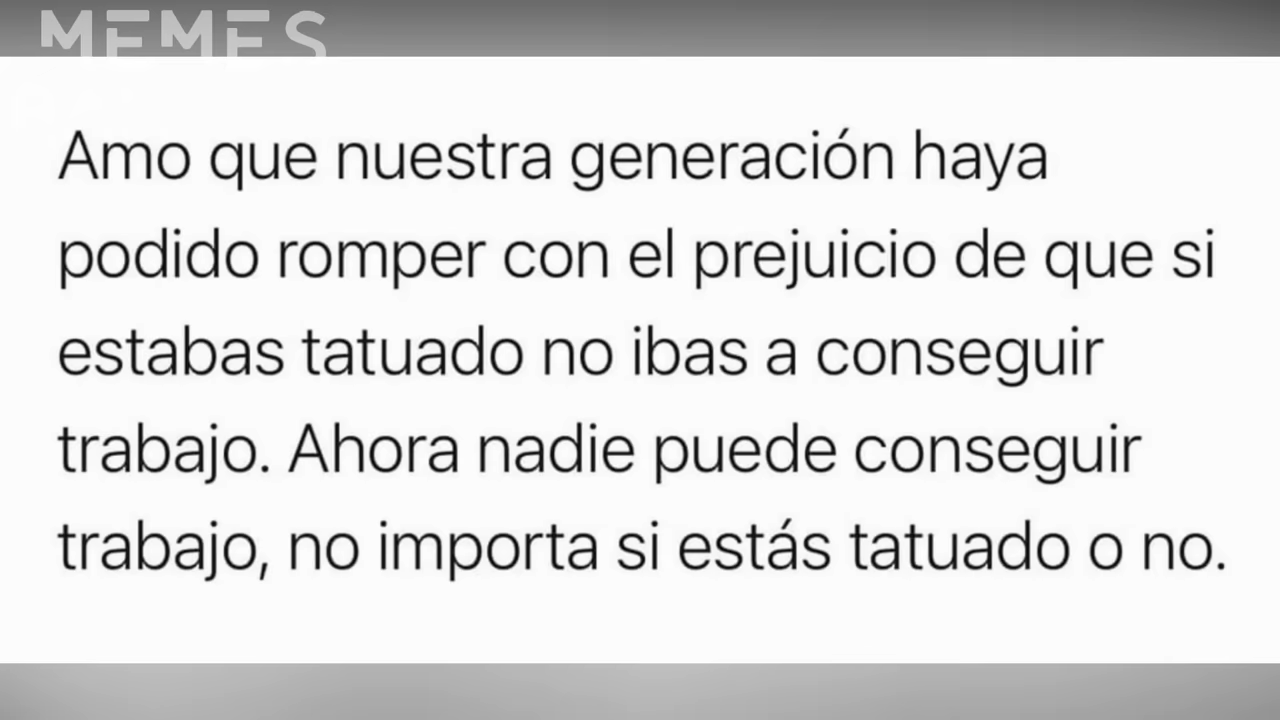 MEMES
Amo que nuestra generación haya
podido romper con el prejuicio de que si
estabas tatuado no ibas a conseguir
trabajo. Ahora nadie puede conseguir
trabajo, no importa si estás tatuado o no.